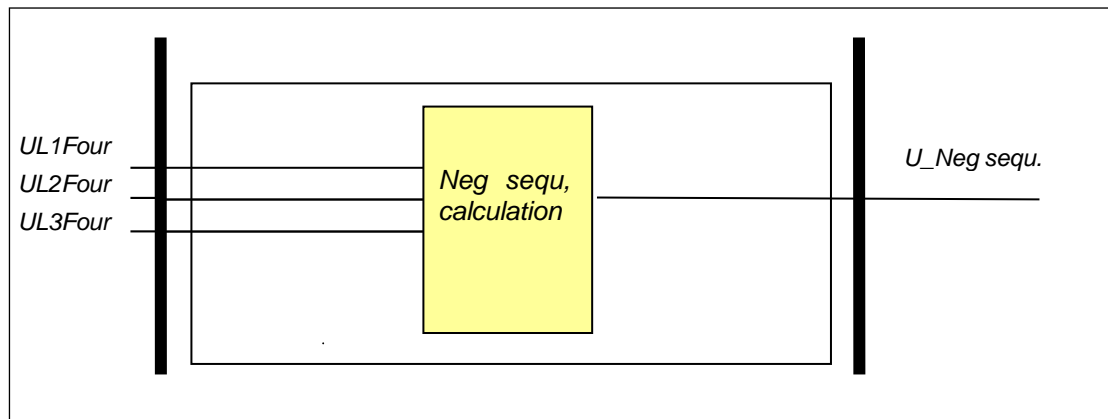 UL1Four
UL2Four
UL3Four
Neg sequ,
calculation
U_Neg sequ.